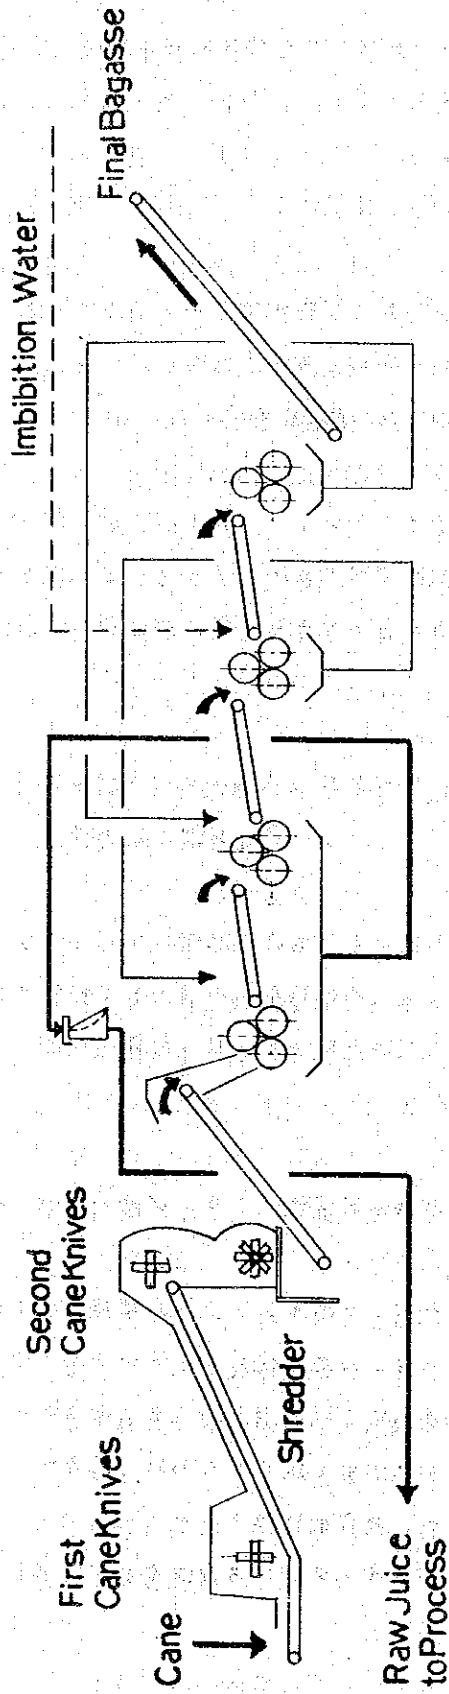 Cane
First
Cane Knives
Second
Cane Knives
Shredder
Raw Juice
to Process
Imbibition Water
Final Bagasse